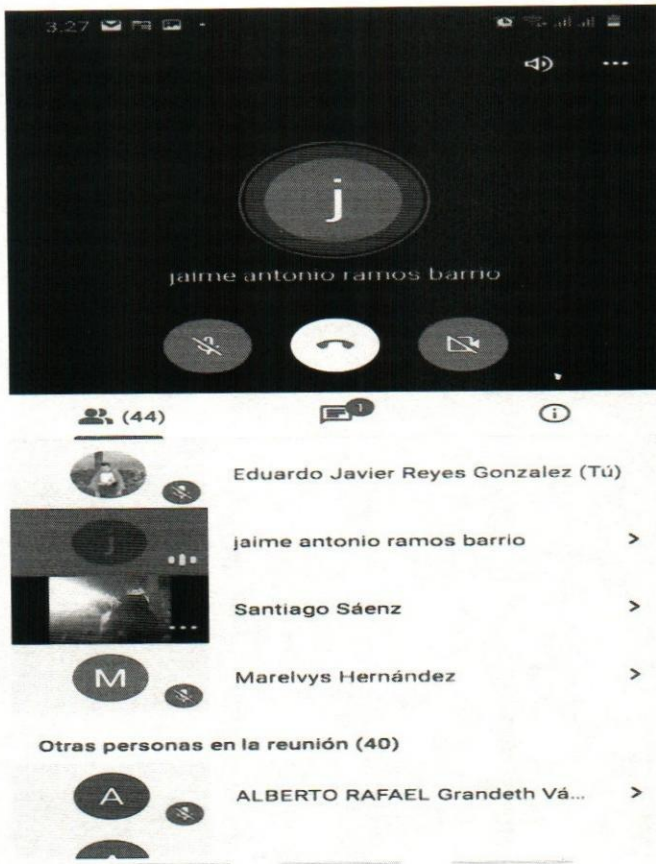 3.27
j
jaime antonio ramos barrio
(44)
1
Eduardo Javier Reyes Gonzalez (Tú)
j
jaime antonio ramos barrio
Santiago Sáenz
M
Marelvys Hernández
Otras personas en la reunión (40)
A
ALBERTO RAFAEL Grandeth Vá...